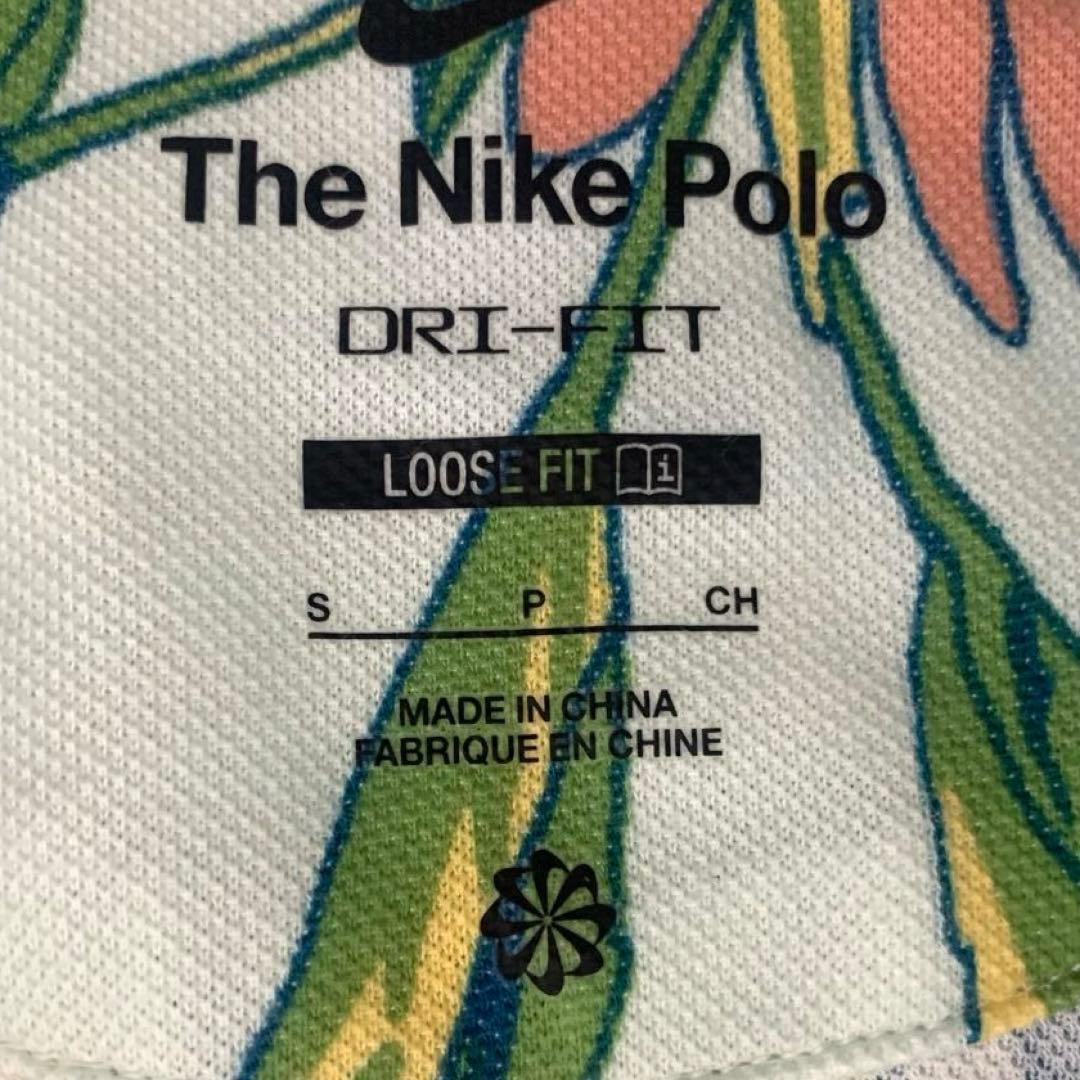 The Nike Polo
DRI-FIT
LOOSE FIT i
S P CH
MADE IN CHINA
FABRIQUE EN CHINE